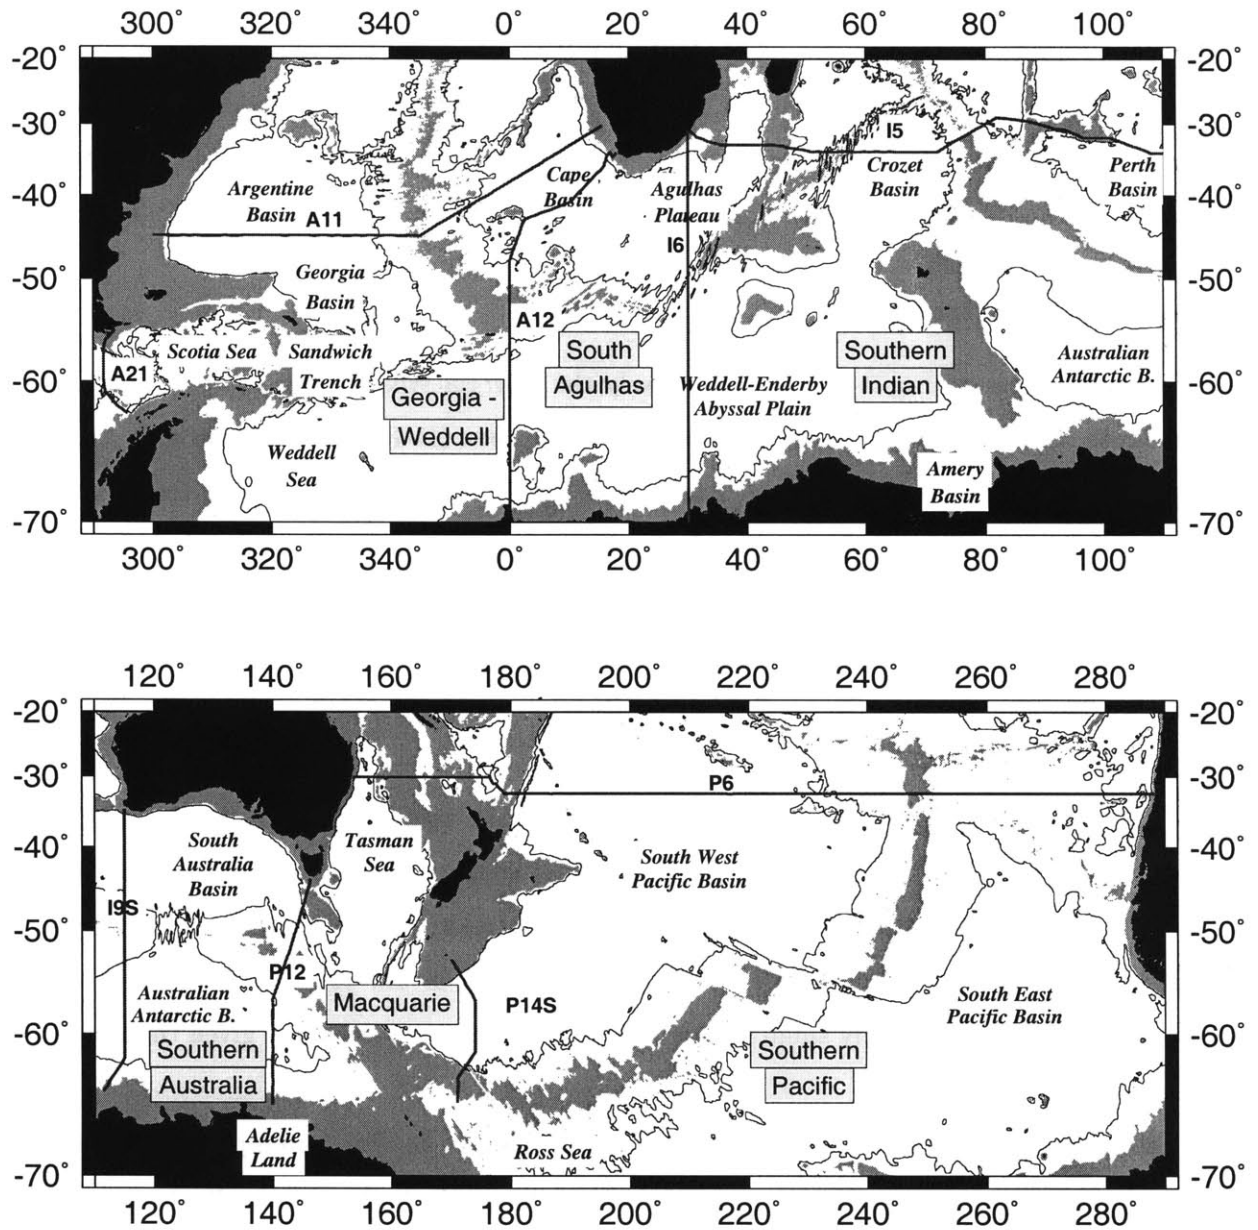 300° 320° 340° 0° 20° 40° 60° 80° 100°
-20° -20°
-30° -30°
-40° -40°
-50° -50°
-60° -60°
-70° -70°
I5
Argentine
Basin
A11
Cape
Basin
Agulhas
Plateau
I6
Crozet
Basin
Perth
Basin
Georgia
Basin
A12
Scotia Sea
Sandwich
Trench
A21
South
Agulhas
Southern
Indian
Australian
Antarctic B.
Georgia -
Weddell
Weddell-Enderby
Abyssal Plain
Weddell
Sea
Amery
Basin
300° 320° 340° 0° 20° 40° 60° 80° 100°
120° 140° 160° 180° 200° 220° 240° 260° 280°
-20° -20°
-30° -30°
-40° -40°
-50° -50°
-60° -60°
-70° -70°
P6
South
Australia
Basin
Tasman
Sea
South West
Pacific Basin
I9S
P12
Australian
Antarctic B.
Macquarie
P14S
South East
Pacific Basin
Southern
Australia
Southern
Pacific
Adelie
Land
Ross Sea
120° 140° 160° 180° 200° 220° 240° 260° 280°